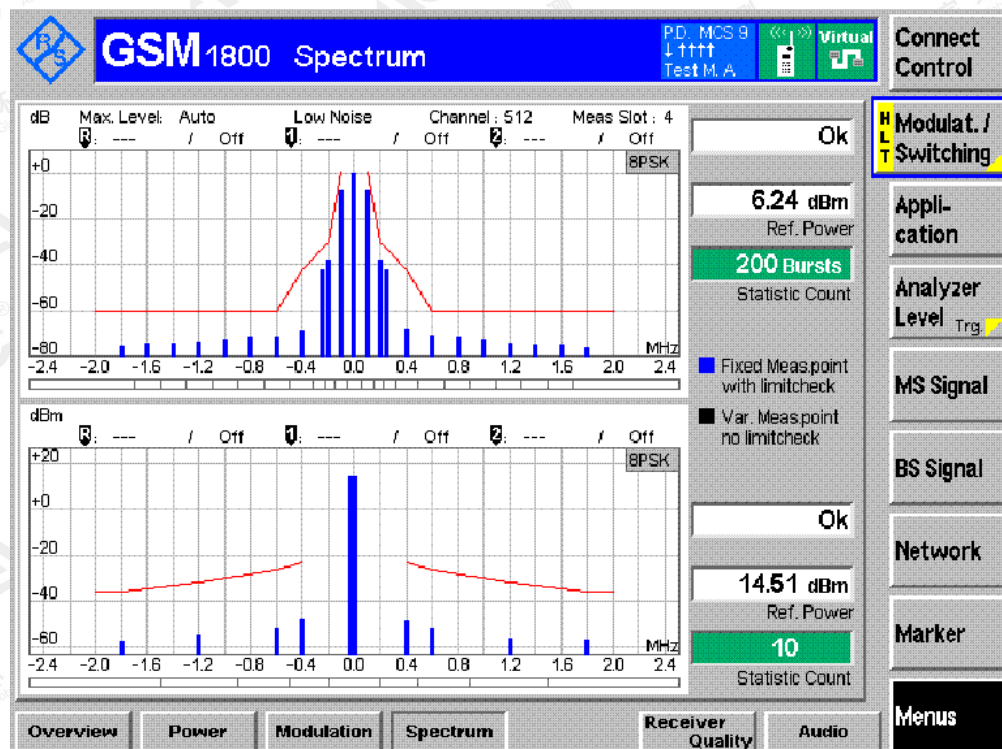 R&S
GSM 1800 Spectrum
P.D. MCS 9
↓ ↑↑↑↑
Test M. A
Virtual
Connect
Control
dB Max. Level: Auto Low Noise Channel : 512 Meas Slot : 4
R: --- / Off 1: --- / Off 2: --- / Off
8PSK
+0
-20
-40
-60
-80
MHz
-2.4 -2.0 -1.6 -1.2 -0.8 -0.4 0.0 0.4 0.8 1.2 1.6 2.0 2.4
Ok
6.24 dBm
Ref. Power
200 Bursts
Statistic Count
Fixed Meas.point
with limitcheck
Var. Meas.point
no limitcheck
dBm
R: --- / Off 1: --- / Off 2: --- / Off
8PSK
+20
+0
-20
-40
-60
MHz
-2.4 -2.0 -1.6 -1.2 -0.8 -0.4 0.0 0.4 0.8 1.2 1.6 2.0 2.4
Ok
14.51 dBm
Ref. Power
10
Statistic Count
HLT
Modulat. /
Switching
Appli-
cation
Analyzer
Level Trg.
MS Signal
BS Signal
Network
Marker
Menus
Overview
Power
Modulation
Spectrum
Receiver
Quality
Audio